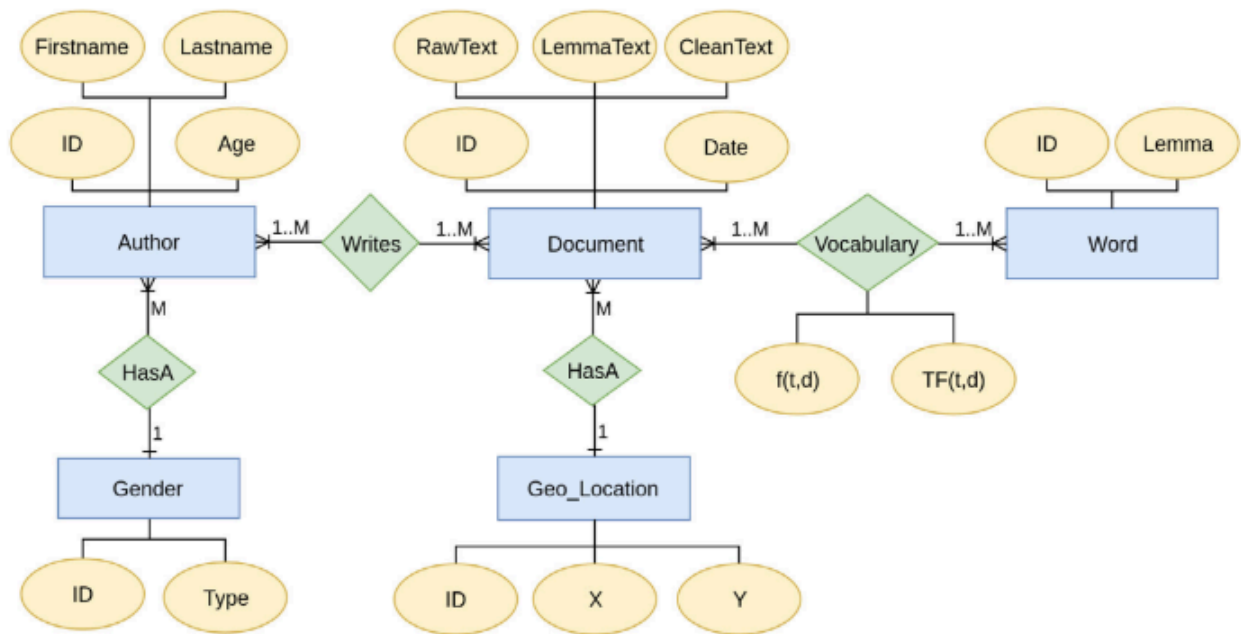 Firstname
Lastname
RawText
LemmaText
CleanText
ID
Age
ID
Date
ID
Lemma
Author
1..M
Writes
1..M
Document
1..M
Vocabulary
1..M
Word
M
M
HasA
HasA
f(t,d)
TF(t,d)
1
1
Gender
Geo_Location
ID
Type
ID
X
Y